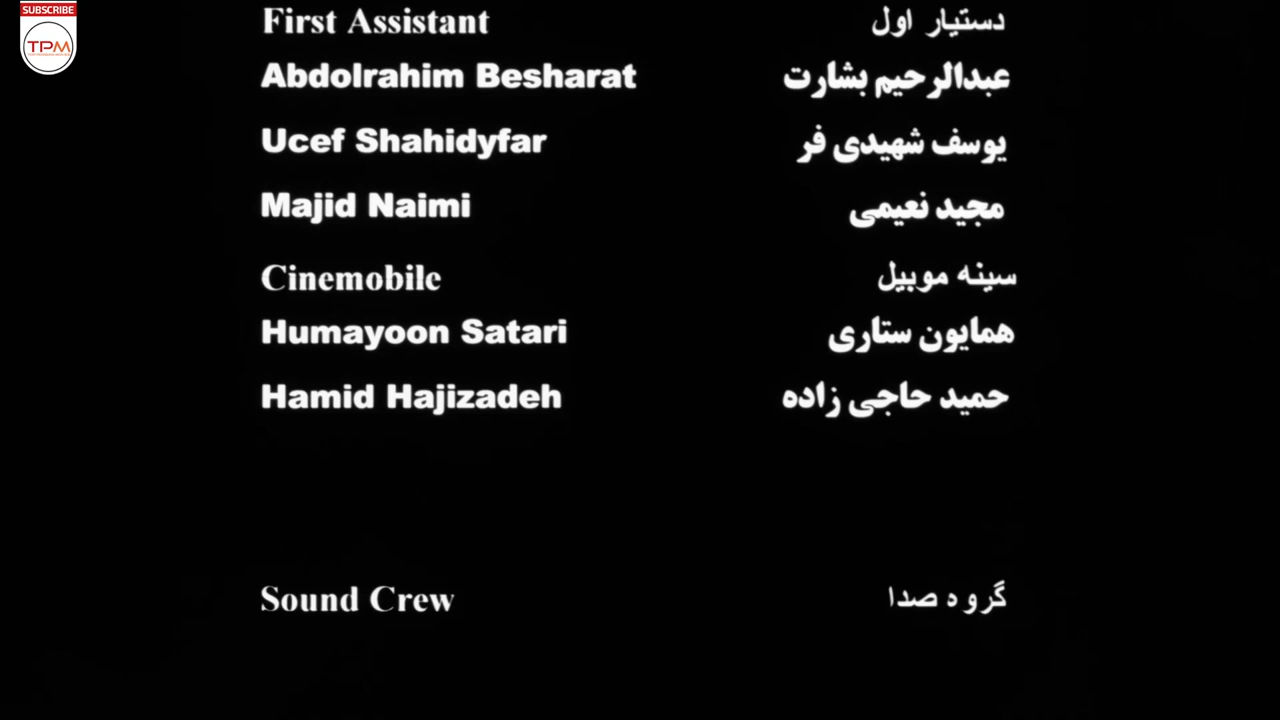 SUBSCRIBE
TPM
First Assistant دستیار اول
Abdolrahim Besharat عبدالرحیم بشارت
Ucef Shahidyfar یوسف شهیدی فر
Majid Naimi مجید نعیمی
Cinemobile سینه موبیل
Humayoon Satari همایون ستاری
Hamid Hajizadeh حمید حاجی زاده
Sound Crew گروه صدا